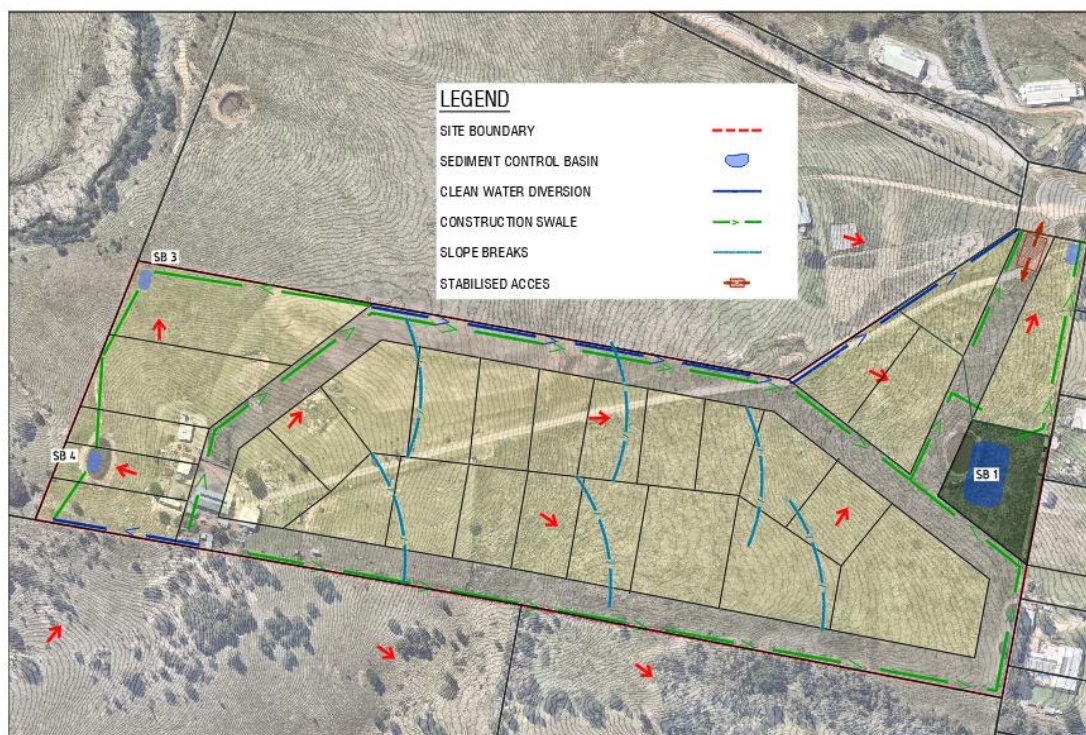 LEGEND
SITE BOUNDARY
SEDIMENT CONTROL BASIN
CLEAN WATER DIVERSION
CONSTRUCTION SWALE
SLOPE BREAKS
STABILISED ACCES
SB 3
SB 4
SB 1